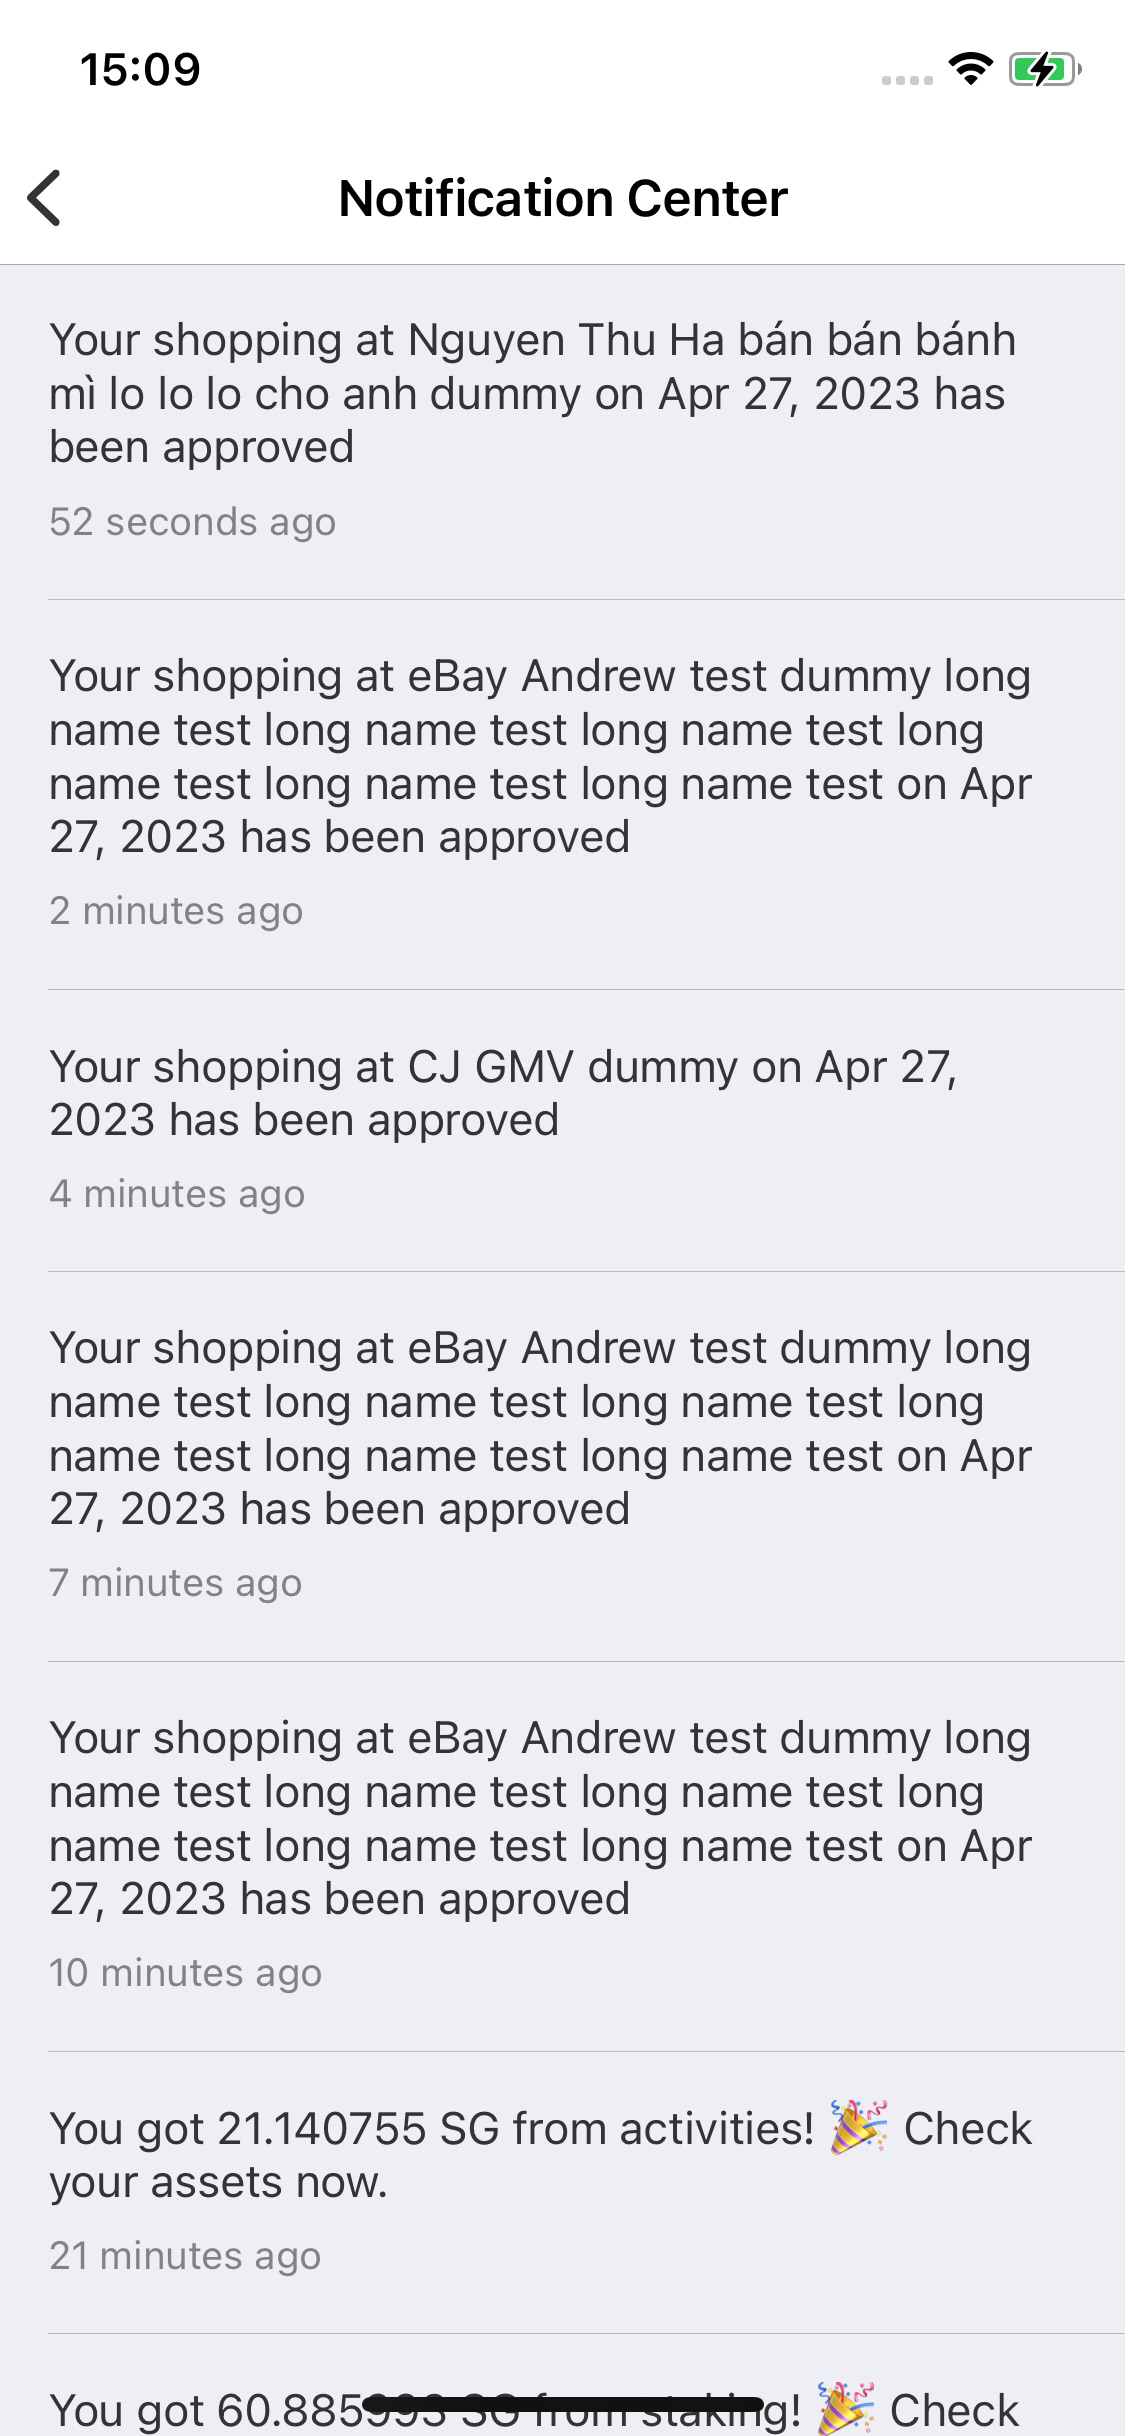 15:09
Notification Center
Your shopping at Nguyen Thu Ha bán bán bánh
mì lo lo lo cho anh dummy on Apr 27, 2023 has
been approved
52 seconds ago
Your shopping at eBay Andrew test dummy long
name test long name test long name test long
name test long name test long name test on Apr
27, 2023 has been approved
2 minutes ago
Your shopping at CJ GMV dummy on Apr 27,
2023 has been approved
4 minutes ago
Your shopping at eBay Andrew test dummy long
name test long name test long name test long
name test long name test long name test on Apr
27, 2023 has been approved
7 minutes ago
Your shopping at eBay Andrew test dummy long
name test long name test long name test long
name test long name test long name test on Apr
27, 2023 has been approved
10 minutes ago
You got 21.140755 SG from activities! 🎉 Check
your assets now.
21 minutes ago
You got 60.885993 SG from staking! 🎉 Check